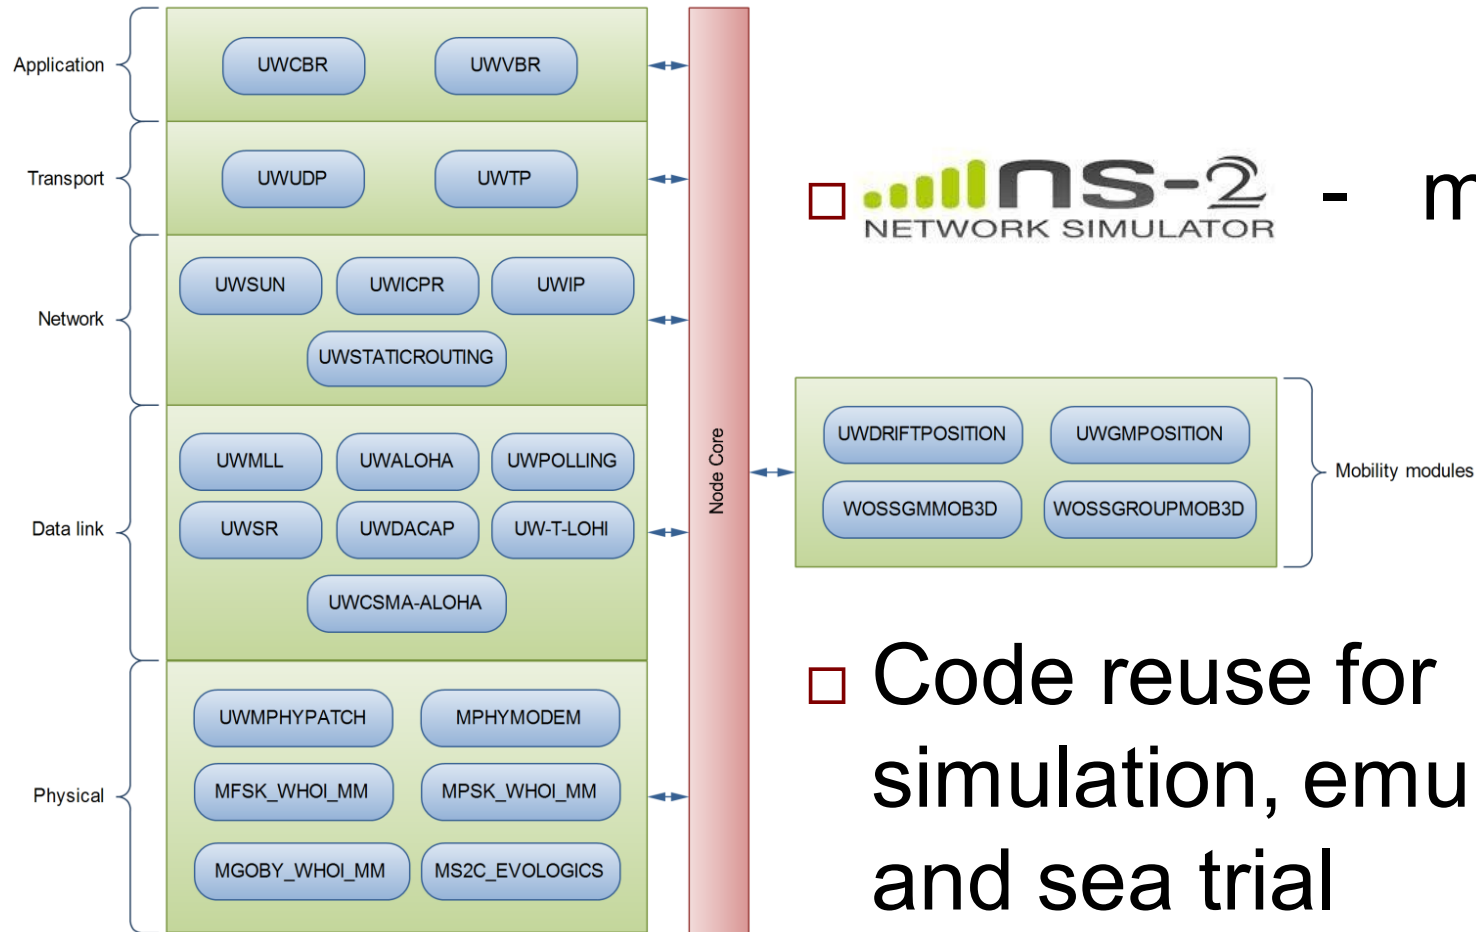 Application
UWCBR
UWVBR
Transport
UWUDP
UWTP
Network
UWSUN
UWICPR
UWIP
UWSTATICROUTING
Data link
UWMLL
UWALOHA
UWPOLLING
UWSR
UWDACAP
UW-T-LOHI
UWCSMA-ALOHA
Physical
UWMPHYPATCH
MPHYMODEM
MFSK_WHOI_MM
MPSK_WHOI_MM
MGOBY_WHOI_MM
MS2C_EVOLOGICS
Node Core
ns-2 - m
NETWORK SIMULATOR
UWDRIFTPOSITION
UWGMPOSITION
WOSSGMMOB3D
WOSSGROUPMOB3D
Mobility modules
Code reuse for
simulation, emu
and sea trial